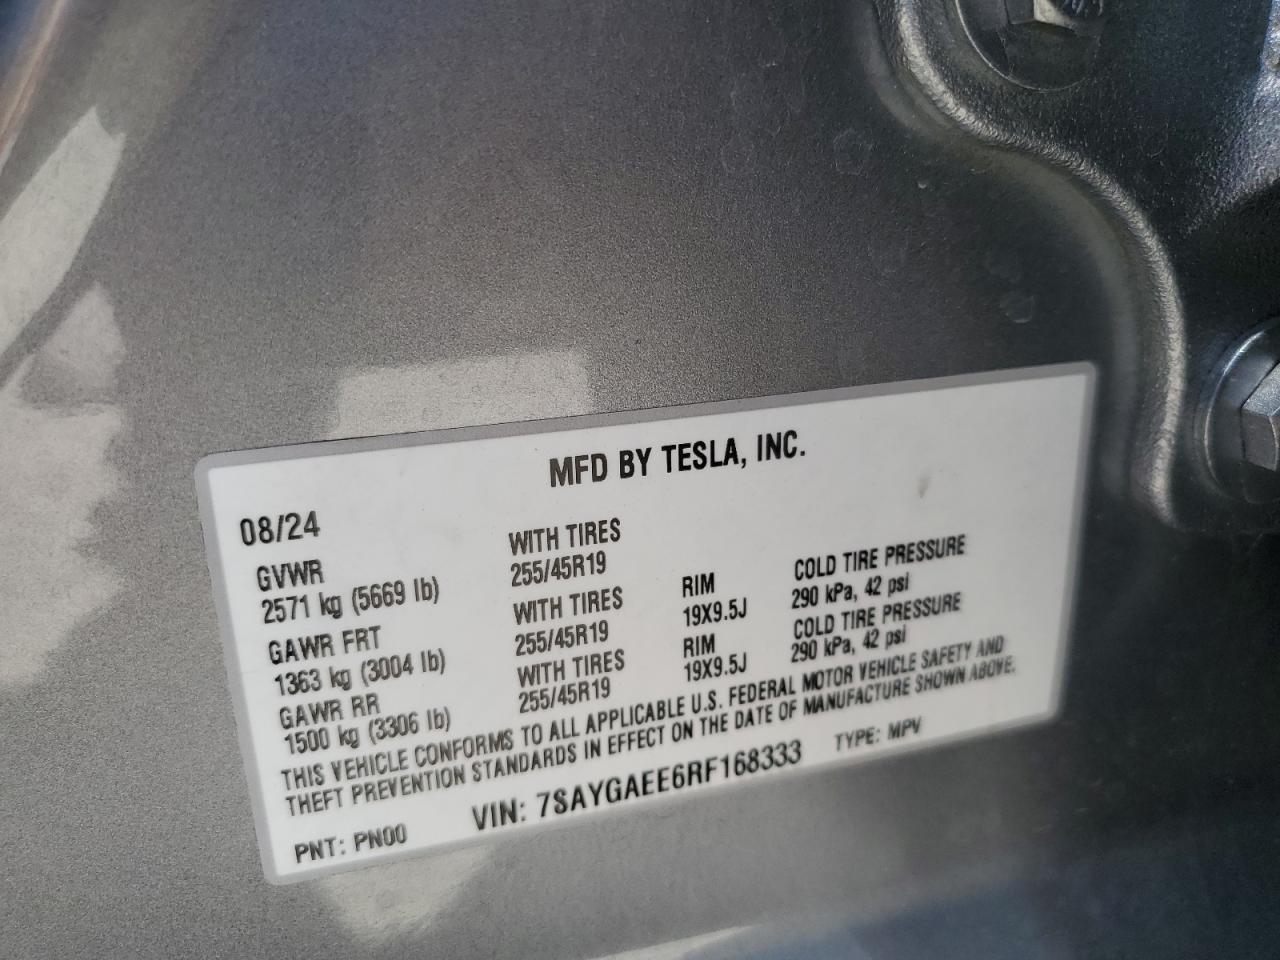 MFD BY TESLA, INC.
08/24
GVWR
2571 kg (5669 lb)
WITH TIRES
255/45R19
GAWR FRT
1363 kg (3004 lb)
WITH TIRES
255/45R19
RIM
19X9.5J
COLD TIRE PRESSURE
290 kPa, 42 psi
GAWR RR
1500 kg (3306 lb)
WITH TIRES
255/45R19
RIM
19X9.5J
COLD TIRE PRESSURE
290 kPa, 42 psi
THIS VEHICLE CONFORMS TO ALL APPLICABLE U.S. FEDERAL MOTOR VEHICLE SAFETY AND
THEFT PREVENTION STANDARDS IN EFFECT ON THE DATE OF MANUFACTURE SHOWN ABOVE.
PNT: PN00
VIN: 7SAYGAEE6RF168333
TYPE: MPV